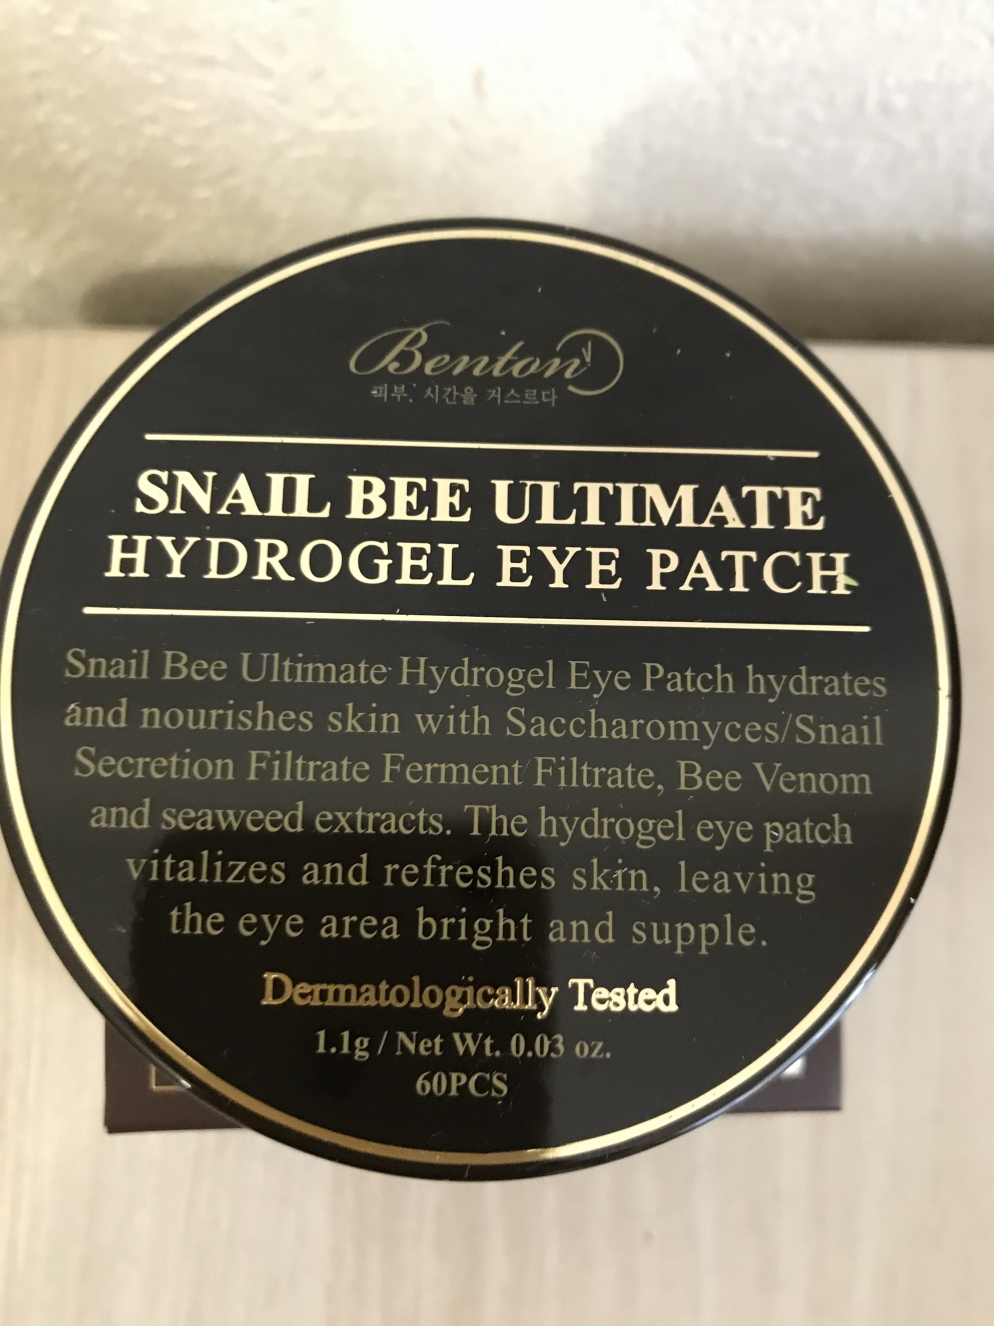 Benton
피부, 시간을 거스르다
SNAIL BEE ULTIMATE
HYDROGEL EYE PATCH
Snail Bee Ultimate Hydrogel Eye Patch hydrates
and nourishes skin with Saccharomyces/Snail
Secretion Filtrate Ferment Filtrate, Bee Venom
and seaweed extracts. The hydrogel eye patch
vitalizes and refreshes skin, leaving
the eye area bright and supple.
Dermatologically Tested
1.1g / Net Wt. 0.03 oz.
60PCS